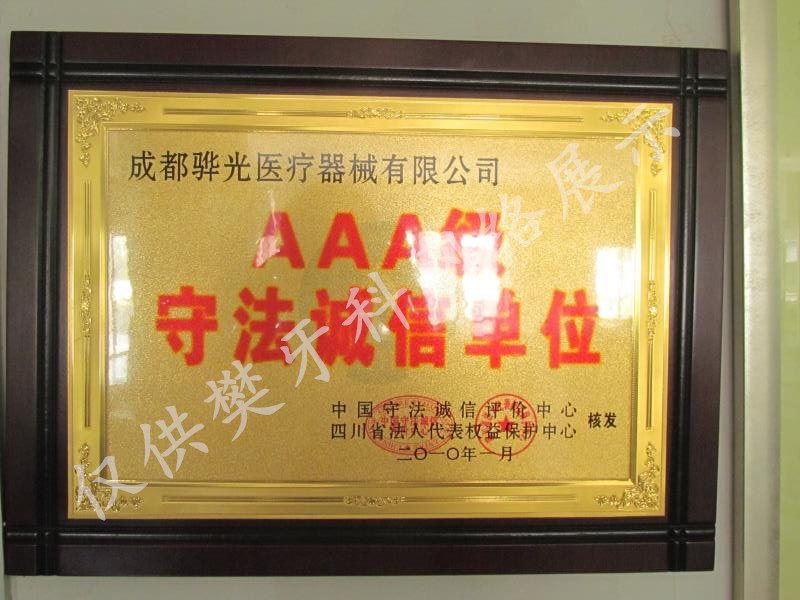 成都骅光医疗器械有限公司
AAA级
守法诚信单位
中国守法诚信评价中心
四川省法人代表权益保护中心
核发
二〇一〇年一月
仅供樊牙科网络展示